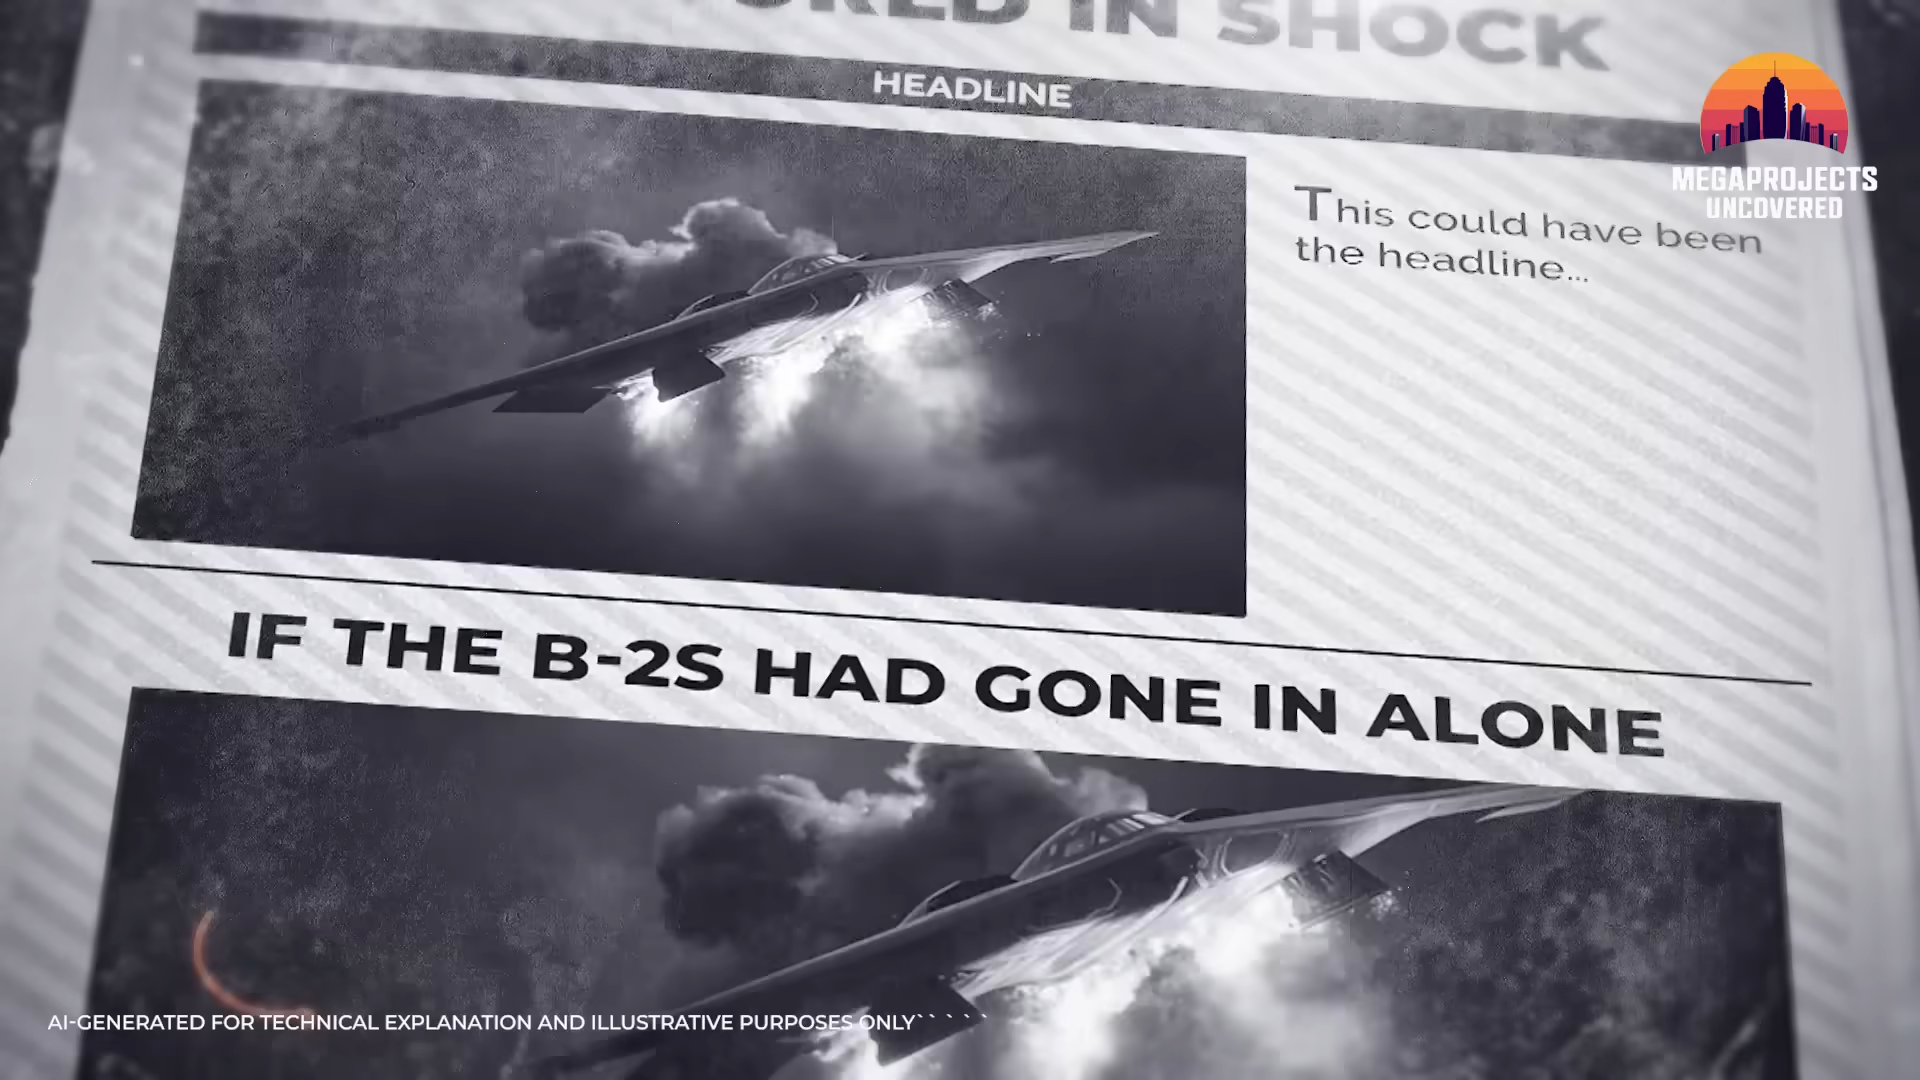 IN SHOCK
HEADLINE
MEGAPROJECTS
UNCOVERED
This could have been
the headline...
IF THE B-2S HAD GONE IN ALONE
AI-GENERATED FOR TECHNICAL EXPLANATION AND ILLUSTRATIVE PURPOSES ONLY`````